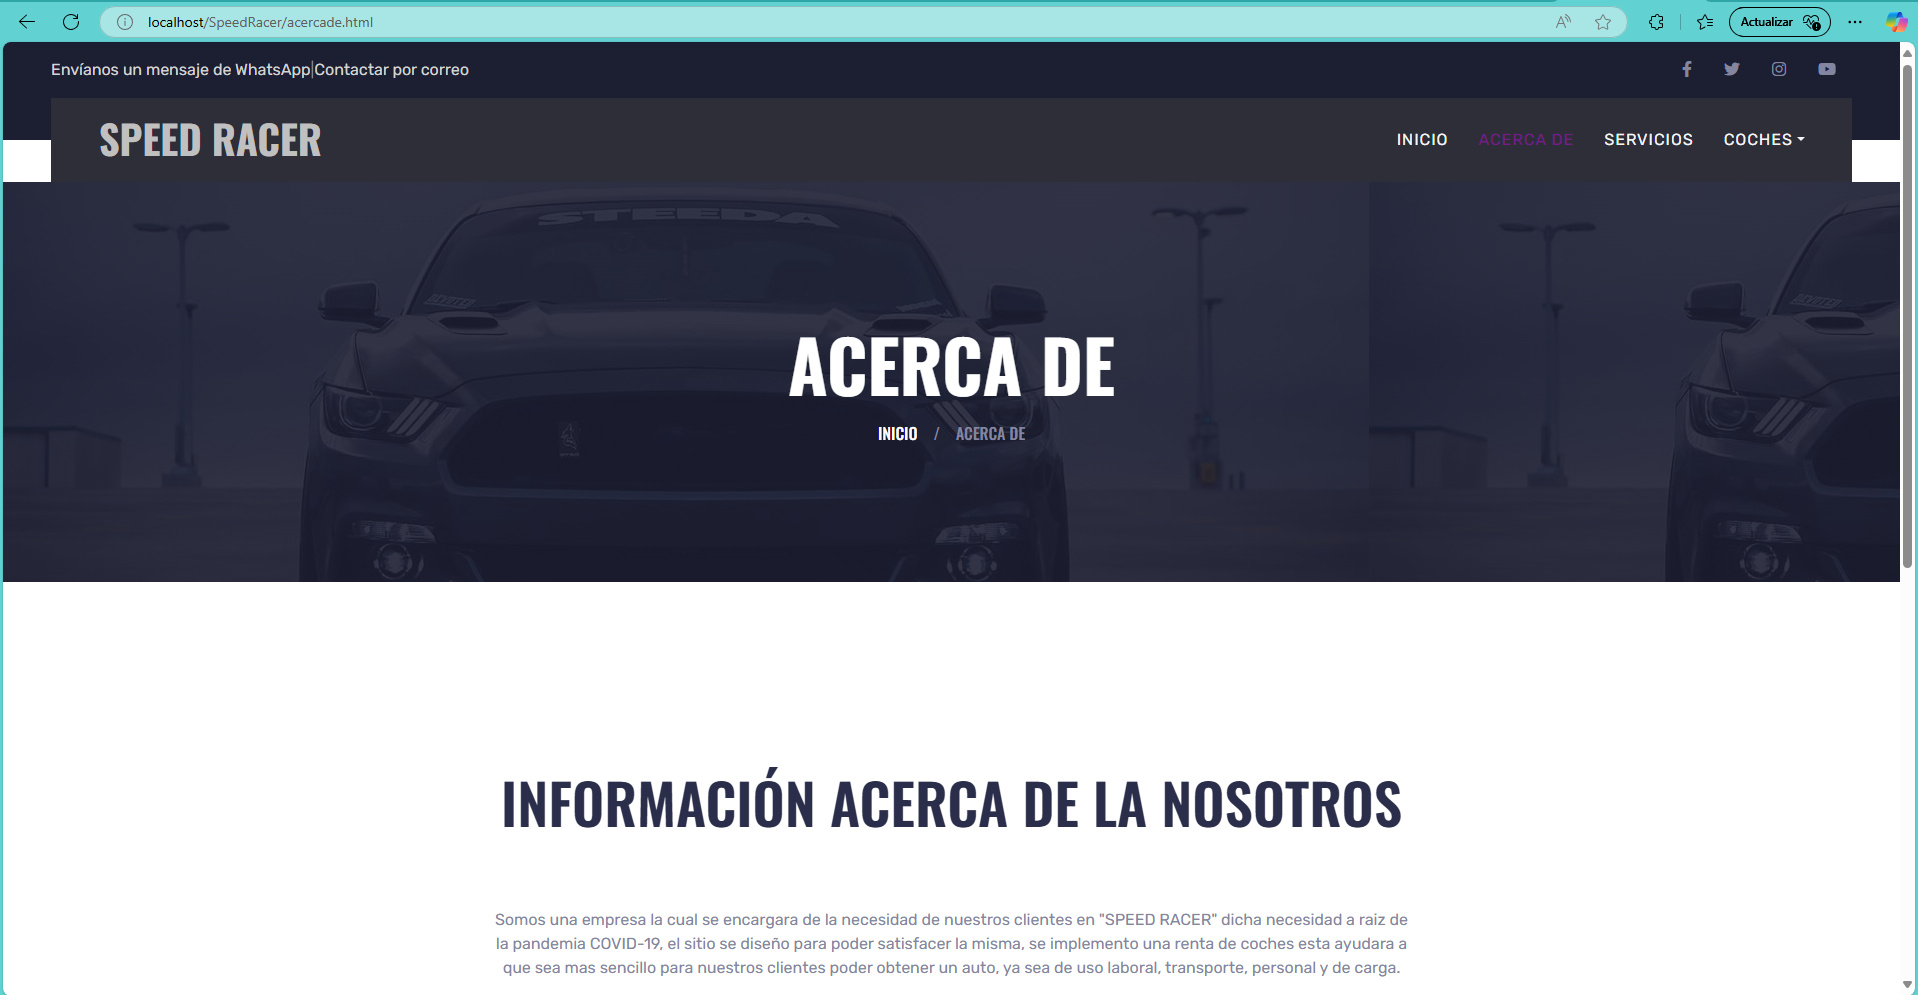 localhost/SpeedRacer/acercade.html
Actualizar
Envíanos un mensaje de WhatsApp|Contactar por correo
SPEED RACER
INICIO
ACERCA DE
SERVICIOS
COCHES
STEEDA
ACERCA DE
INICIO / ACERCA DE
INFORMACIÓN ACERCA DE LA NOSOTROS
Somos una empresa la cual se encargara de la necesidad de nuestros clientes en "SPEED RACER" dicha necesidad a raiz de
la pandemia COVID-19, el sitio se diseño para poder satisfacer la misma, se implemento una renta de coches esta ayudara a
que sea mas sencillo para nuestros clientes poder obtener un auto, ya sea de uso laboral, transporte, personal y de carga.